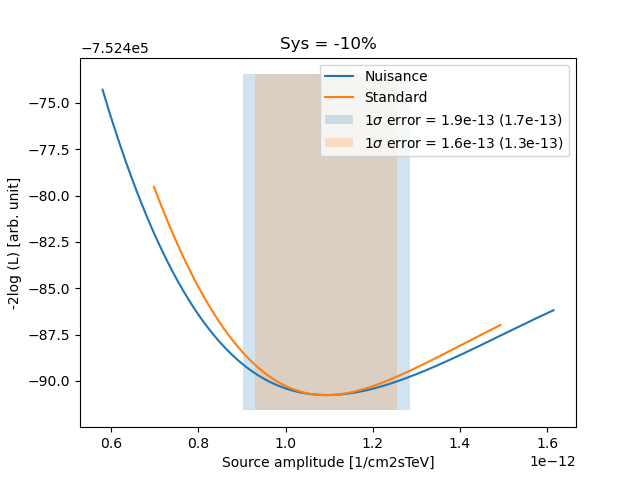 Sys = -10%
−7.524e5
Nuisance
Standard
1σ error = 1.9e-13 (1.7e-13)
1σ error = 1.6e-13 (1.3e-13)
−75.0
−77.5
−80.0
−82.5
−85.0
−87.5
−90.0
-2log (L) [arb. unit]
0.6 0.8 1.0 1.2 1.4 1.6
Source amplitude [1/cm2sTeV]
1e−12